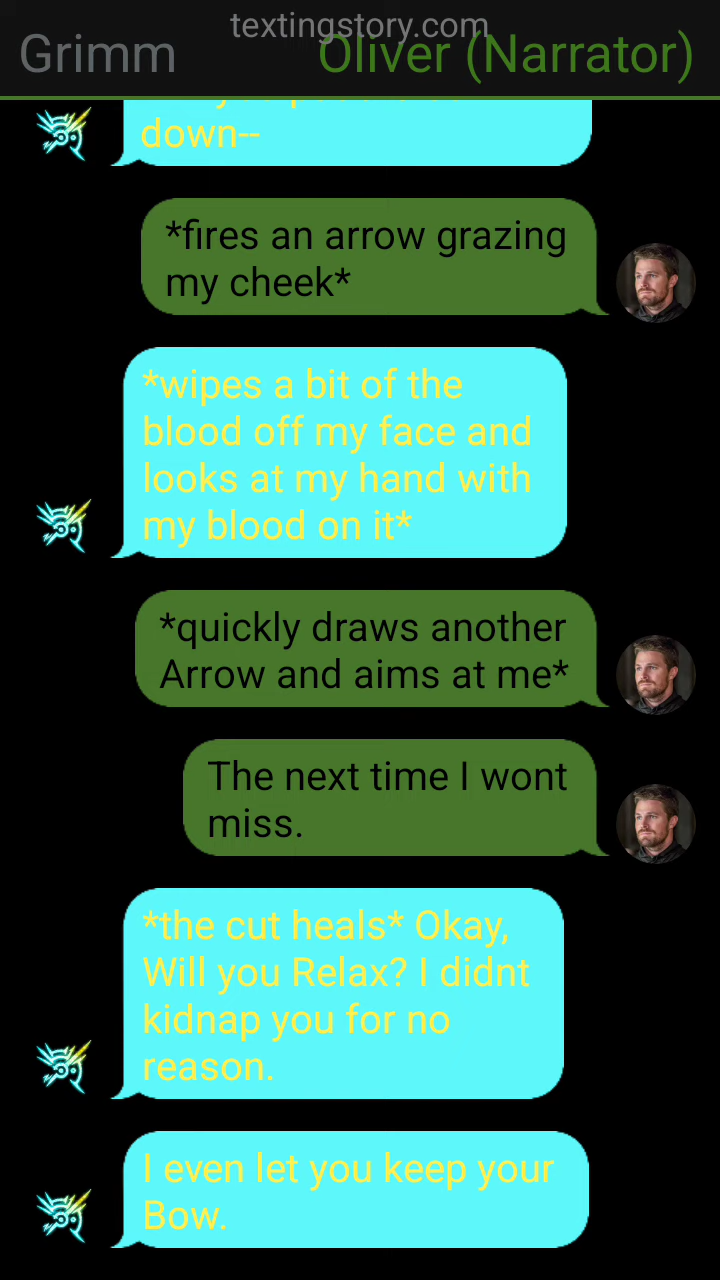 textingstory.com
Grimm
Oliver (Narrator)
down--
*fires an arrow grazing
my cheek*
*wipes a bit of the
blood off my face and
looks at my hand with
my blood on it*
*quickly draws another
Arrow and aims at me*
The next time I wont
miss.
*the cut heals* Okay,
Will you Relax? I didnt
kidnap you for no
reason.
I even let you keep your
Bow.